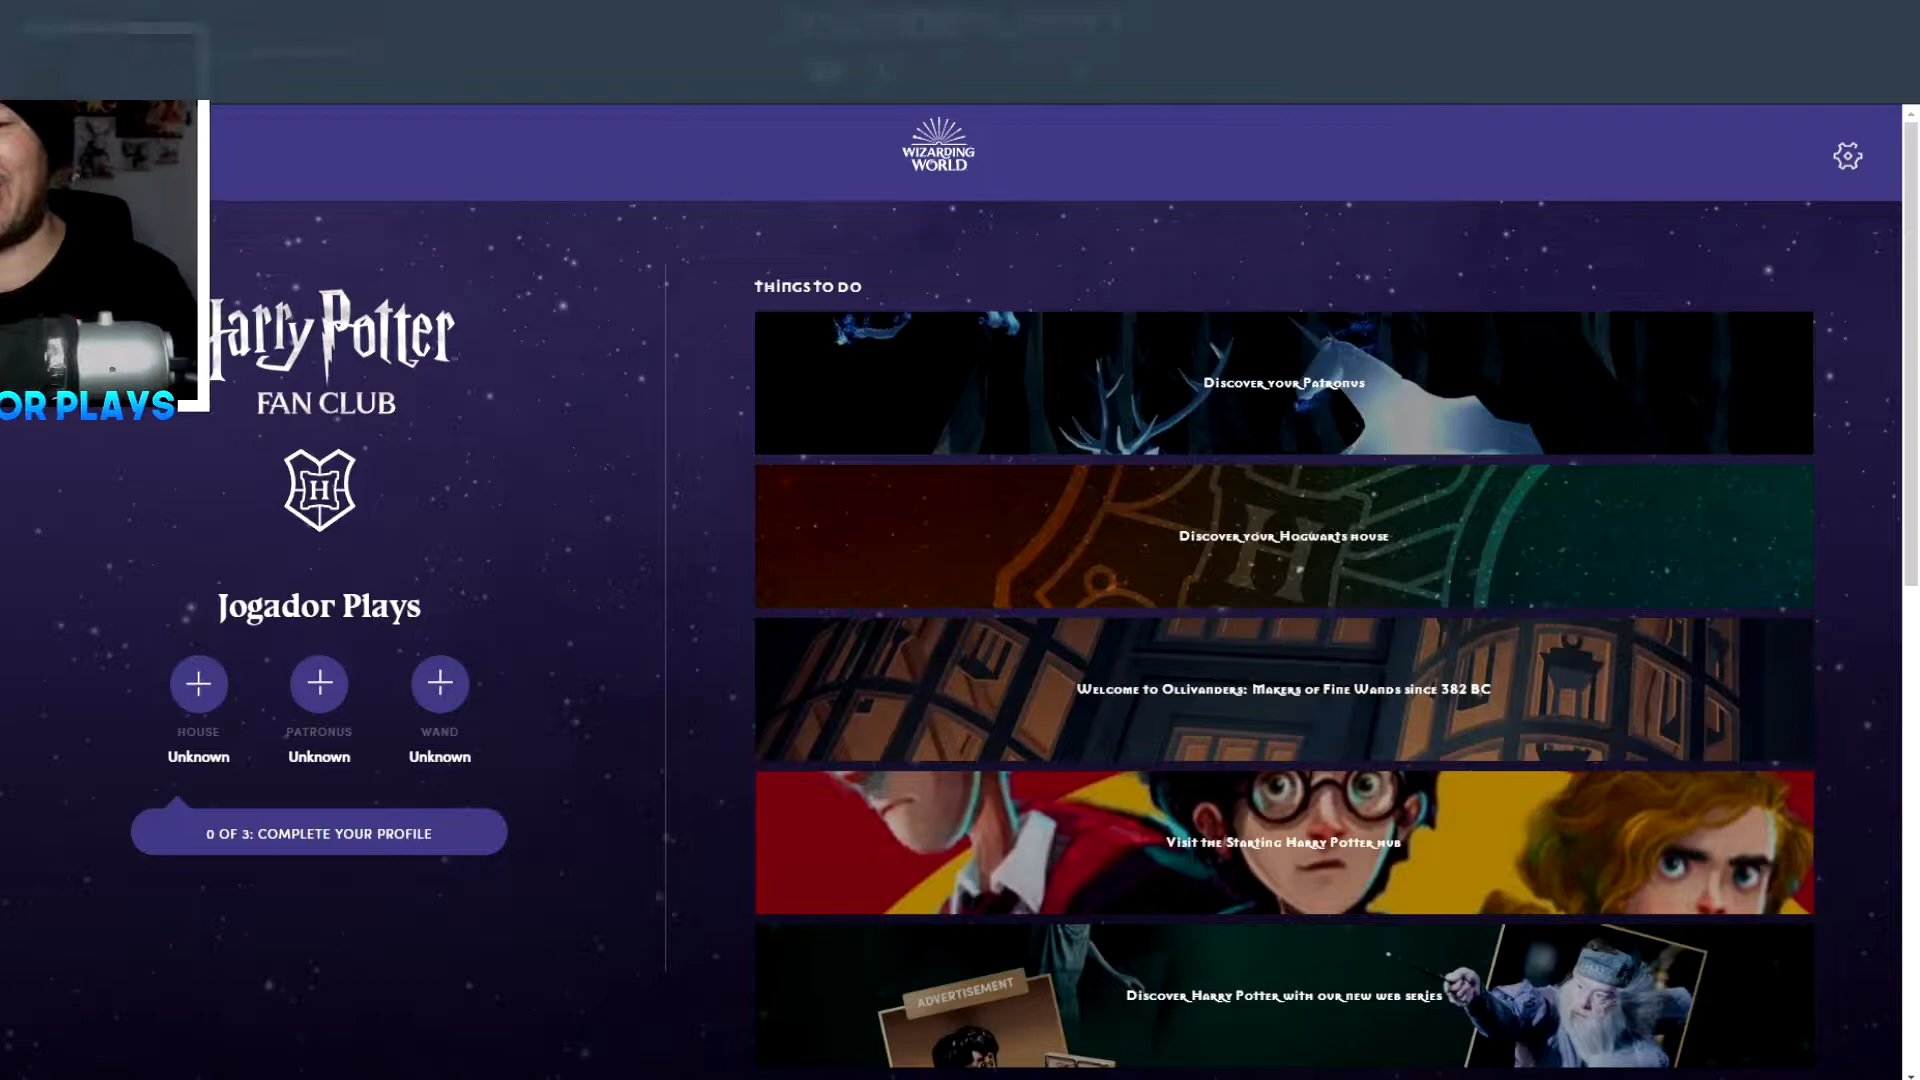 WIZARDING
WORLD
Harry Potter
FAN CLUB
OR PLAYS
H
Jogador Plays
HOUSE
Unknown
PATRONUS
Unknown
WAND
Unknown
0 OF 3: COMPLETE YOUR PROFILE
THINGS TO DO
Discover your Patronus
Discover your Hogwarts house
Welcome to Ollivanders: Makers of Fine Wands since 382 BC
Visit the Starting Harry Potter hub
ADVERTISEMENT
Discover Harry Potter with our new web series